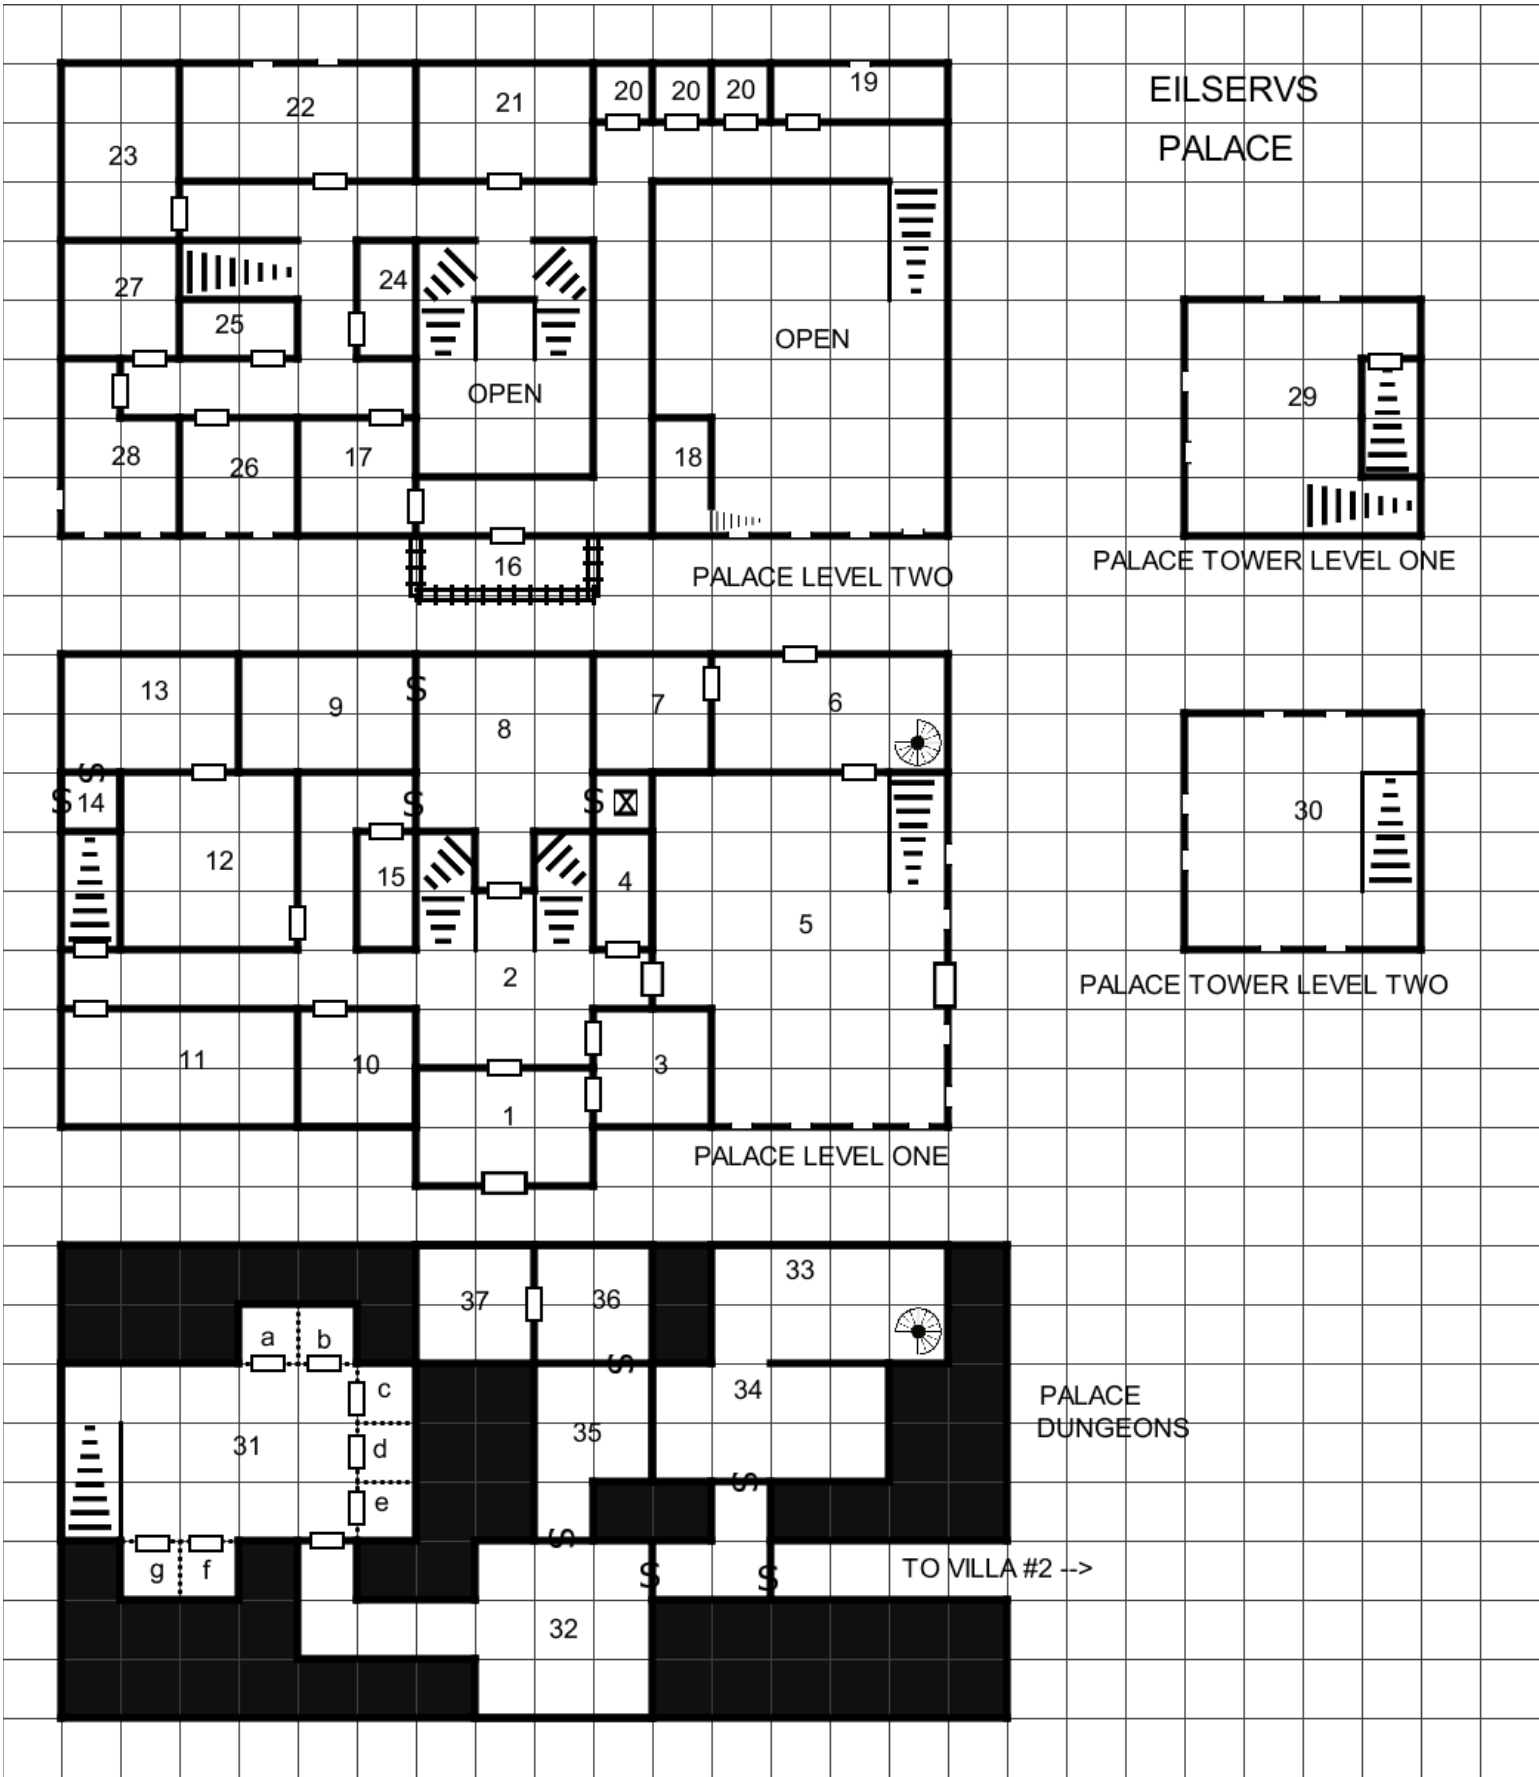 EILSERVS
PALACE
20 20 20 19
22 21
23
27 24
25
OPEN
OPEN
28 26 17 18
16
PALACE LEVEL TWO
29
PALACE TOWER LEVEL ONE
13 9 S 8 7 6
S
S 14 S S
12 15 4 5
2
11 10 3
1
PALACE LEVEL ONE
30
PALACE TOWER LEVEL TWO
37 36 33
a b S
c 34
31 d 35
e S
S
g f S S TO VILLA #2 -->
32
PALACE
DUNGEONS